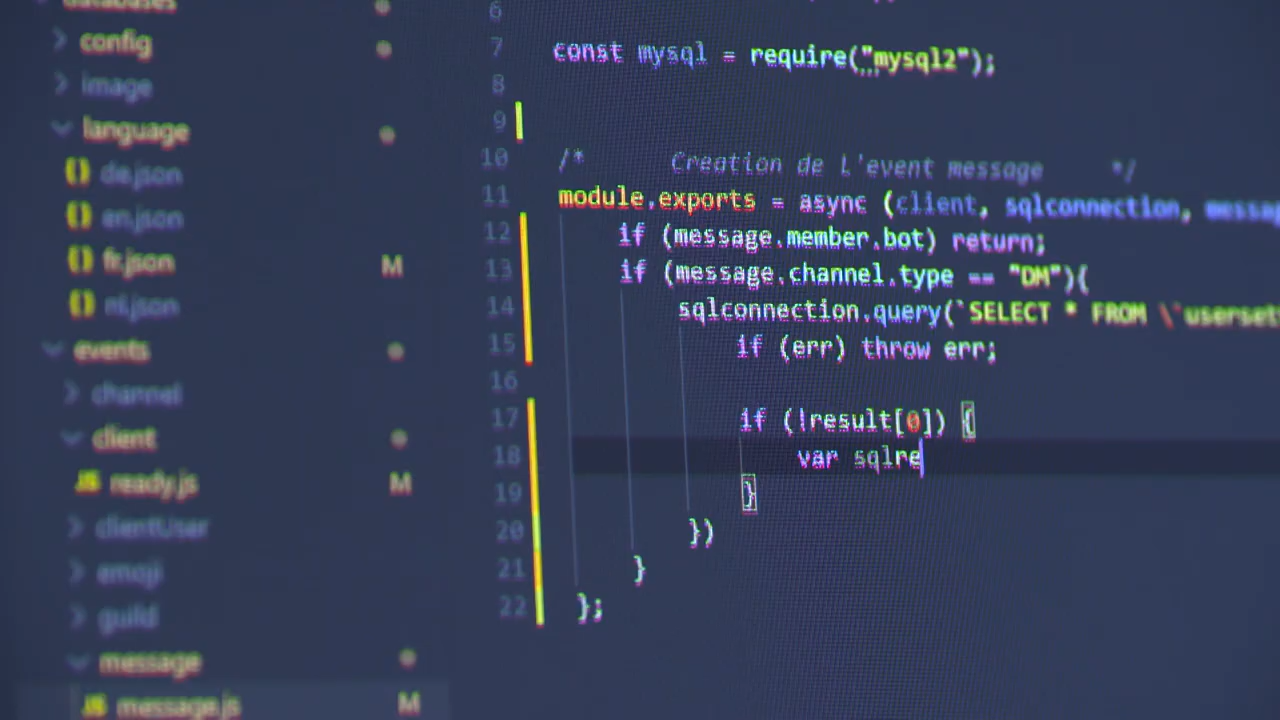 databases
config
image
language
de.json
en.json
fr.json M
nl.json
events
channel
client
ready.js M
clientUser
emoji
guild
message
message.js M
6
7 const mysql = require("mysql2");
8
9
10 /* Creation de L'event message */
11 module.exports = async (client, sqlconnection,
12 if (message.member.bot) return;
13 if (message.channel.type == "DM"){
14 sqlconnection.query(`SELECT * FROM \`userset
15 if (err) throw err;
16
17 if (!result[0]) {
18 var sqlre
19 }
20 })
21 }
22 };